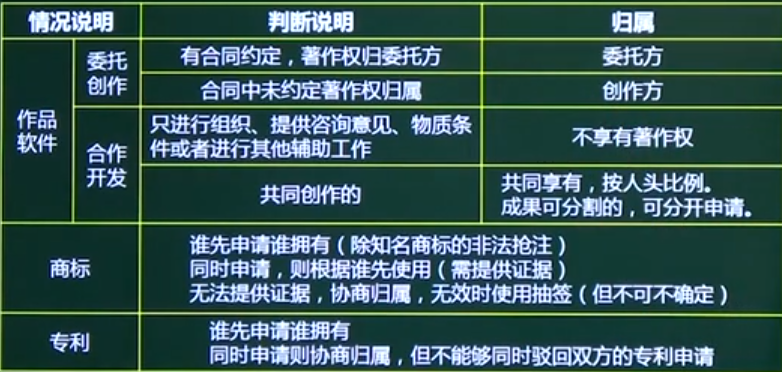 情况说明
判断说明
归属
作品
软件
委托
创作
有合同约定，著作权归委托方
委托方
合同中未约定著作权归属
创作方
合作
开发
只进行组织、提供咨询意见、物质条
件或者进行其他辅助工作
不享有著作权
共同创作的
共同享有，按人头比例。
成果可分割的，可分开申请。
商标
谁先申请谁拥有（除知名商标的非法抢注）
同时申请，则根据谁先使用（需提供证据）
无法提供证据，协商归属，无效时使用抽签（但不可不确定）
专利
谁先申请谁拥有
同时申请则协商归属，但不能够同时驳回双方的专利申请